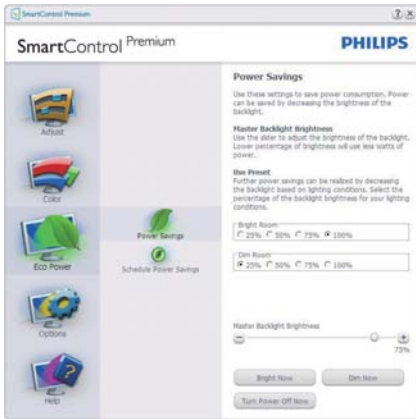 SmartControl Premium
SmartControl Premium
PHILIPS
Adjust
Color
Eco Power
Options
Help
Power Savings
Schedule Power Savings
Power Savings
Use these settings to save power consumption. Power
can be saved by decreasing the brightness of the
backlight.
Master Backlight Brightness
Use the slider to adjust the brightness of the backlight.
Lower percentage of brightness will use less watts of
power.
Use Preset
Further power savings can be realized by decreasing
the backlight based on lighting conditions. Select the
percentage of the backlight brightness for your lighting
conditions.
Bright Room
25% 50% 75% 100%
Dim Room
25% 50% 75% 100%
Master Backlight Brightness
75%
Bright Now Dim Now
Turn Power Off Now